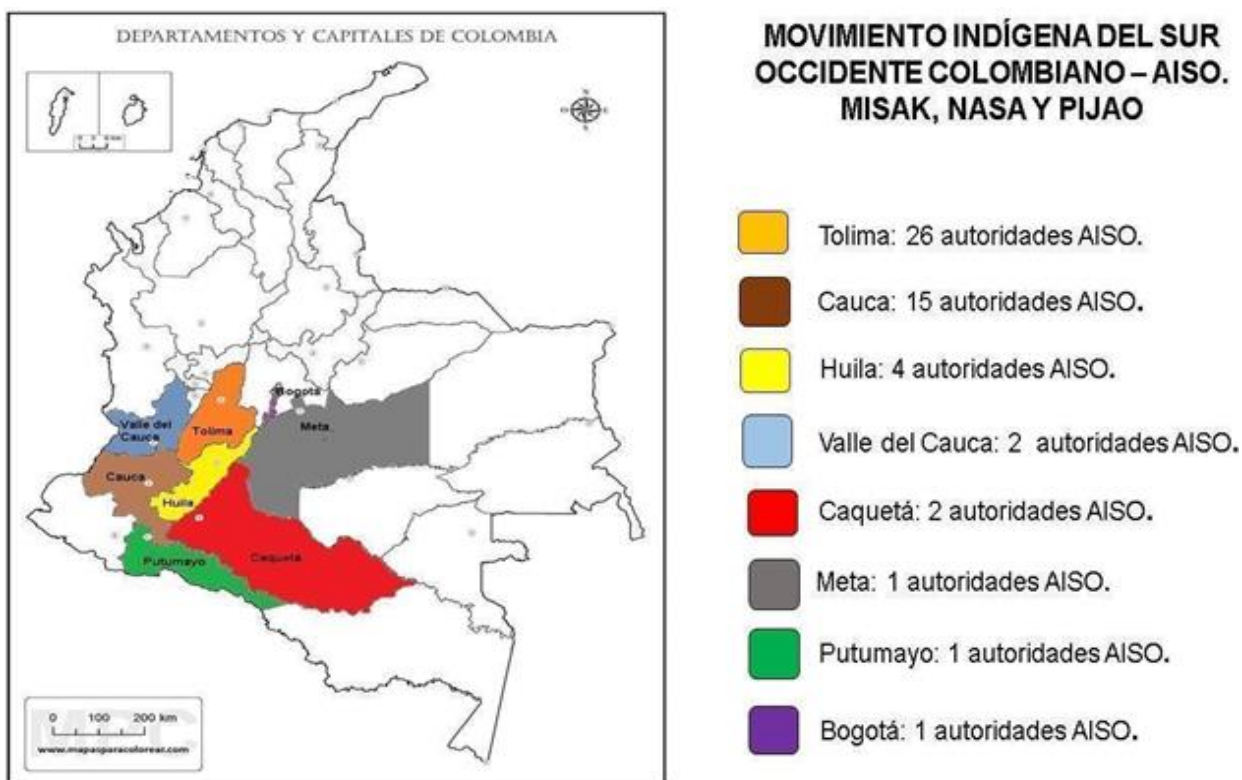 DEPARTAMENTOS Y CAPITALES DE COLOMBIA
Bogotá
Valle del
Cauca
Tolima
Meta
Cauca
Huila
Putumayo
Caquetá
0 100 200 km
www.mapasparacolorear.com
MOVIMIENTO INDÍGENA DEL SUR
OCCIDENTE COLOMBIANO – AISO.
MISAK, NASA Y PIJAO
Tolima: 26 autoridades AISO.
Cauca: 15 autoridades AISO.
Huila: 4 autoridades AISO.
Valle del Cauca: 2 autoridades AISO.
Caquetá: 2 autoridades AISO.
Meta: 1 autoridades AISO.
Putumayo: 1 autoridades AISO.
Bogotá: 1 autoridades AISO.